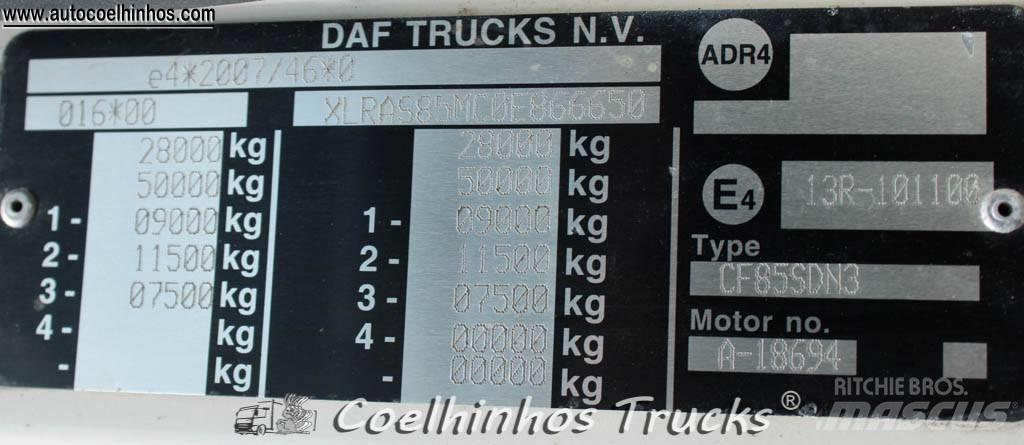 www.autocoelhinhos.com
DAF TRUCKS N.V.
e4*2007/46*0
016*00 XLRAS85MC0E866650
28000 kg 28000 kg
50000 kg 50000 kg
1 - 09000 kg 1 - 09000 kg
2 - 11500 kg 2 - 11500 kg
3 - 07500 kg 3 - 07500 kg
4 - kg 4 - 00000 kg
- kg - 00000 kg
ADR4
E4 13R-101100
Type
CF85SDN3
Motor no.
A-18694
Coelhinhos Trucks ®
RITCHIE BROS.
MASCUS